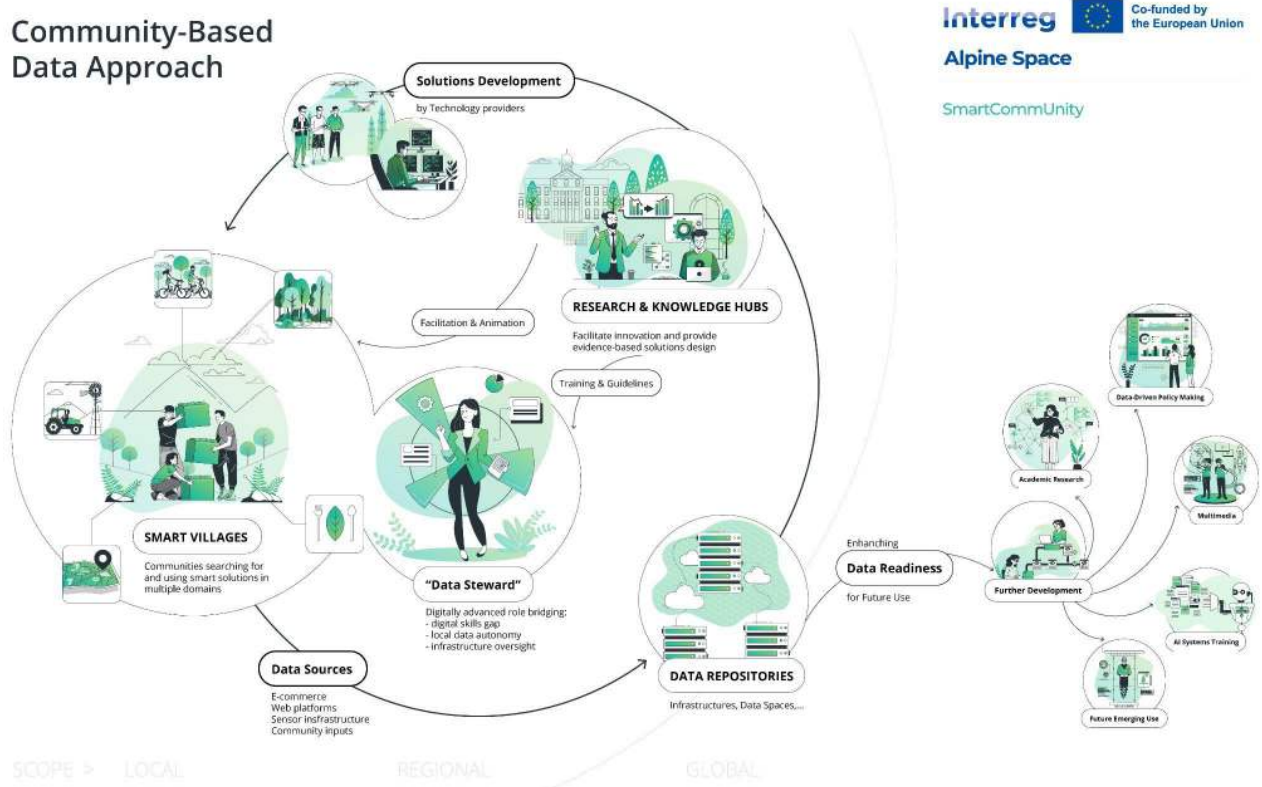 Community-Based
Data Approach
Interreg
Co-funded by
the European Union
Alpine Space
SmartCommUnity
Solutions Development
by Technology providers
RESEARCH & KNOWLEDGE HUBS
Facilitate innovation and provide
evidence-based solutions design
Facilitation & Animation
Training & Guidelines
SMART VILLAGES
Communities searching for
and using smart solutions in
multiple domains
“Data Steward”
Digitally advanced role bridging:
- digital skills gap
- local data autonomy
- infrastructure oversight
Data Sources
E-commerce
Web platforms
Sensor insfrastructure
Community inputs
DATA REPOSITORIES
Infrastructures, Data Spaces,...
Enhanching
Data Readiness
for Future Use
Further Development
Data-Driven Policy Making
Academic Research
Multimedia
AI Systems Training
Future Emerging Use
SCOPE > LOCAL REGIONAL GLOBAL